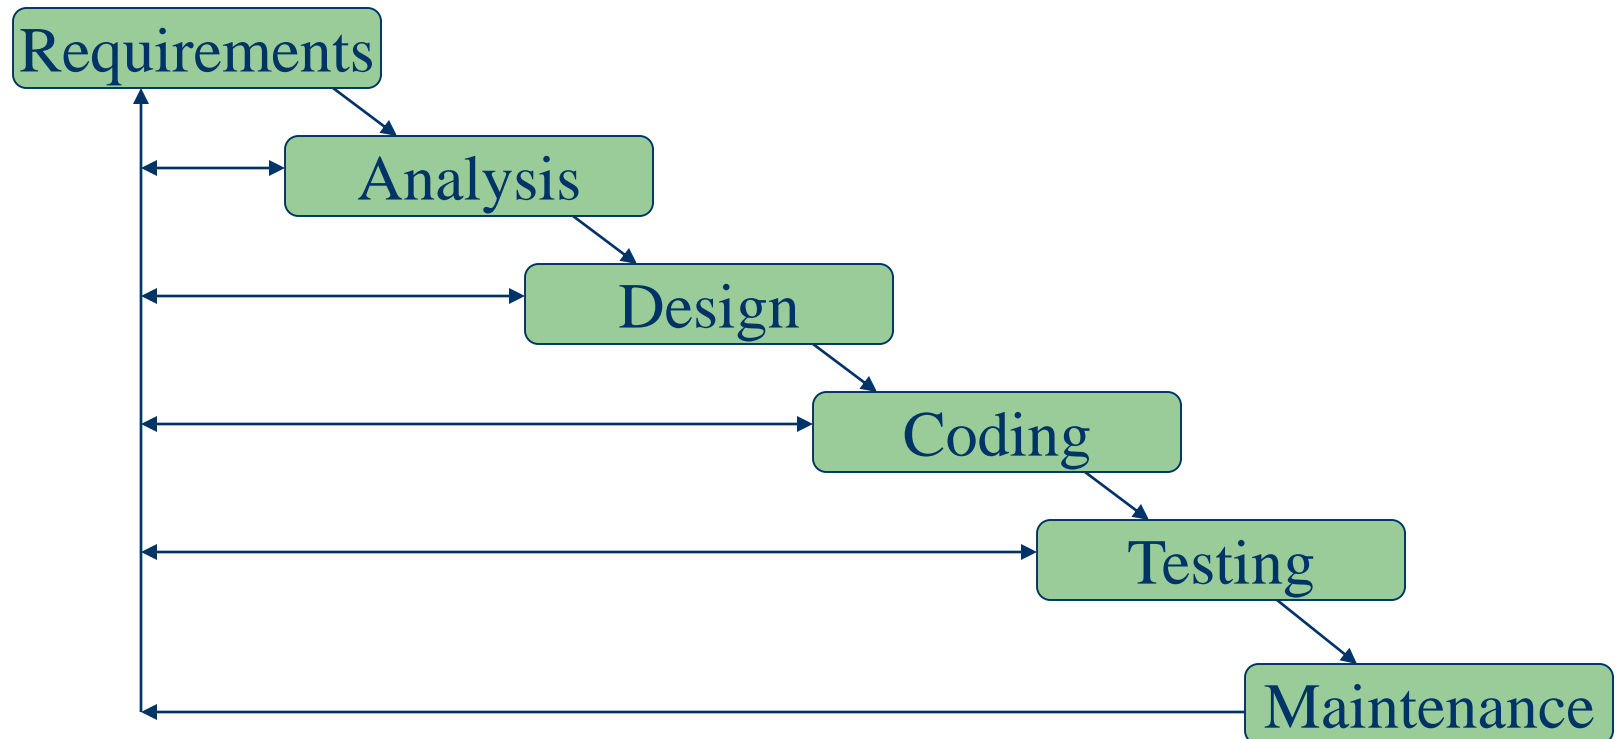 Requirements
Analysis
Design
Coding
Testing
Maintenance